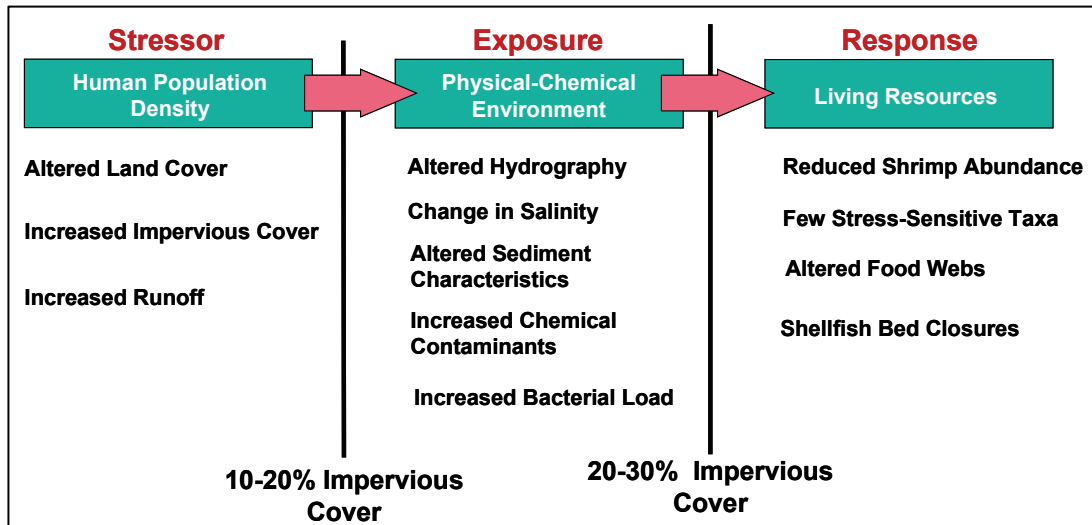 Stressor
Human Population
Density
Altered Land Cover
Increased Impervious Cover
Increased Runoff
10-20% Impervious
Cover
Exposure
Physical-Chemical
Environment
Altered Hydrography
Change in Salinity
Altered Sediment
Characteristics
Increased Chemical
Contaminants
Increased Bacterial Load
20-30% Impervious
Cover
Response
Living Resources
Reduced Shrimp Abundance
Few Stress-Sensitive Taxa
Altered Food Webs
Shellfish Bed Closures